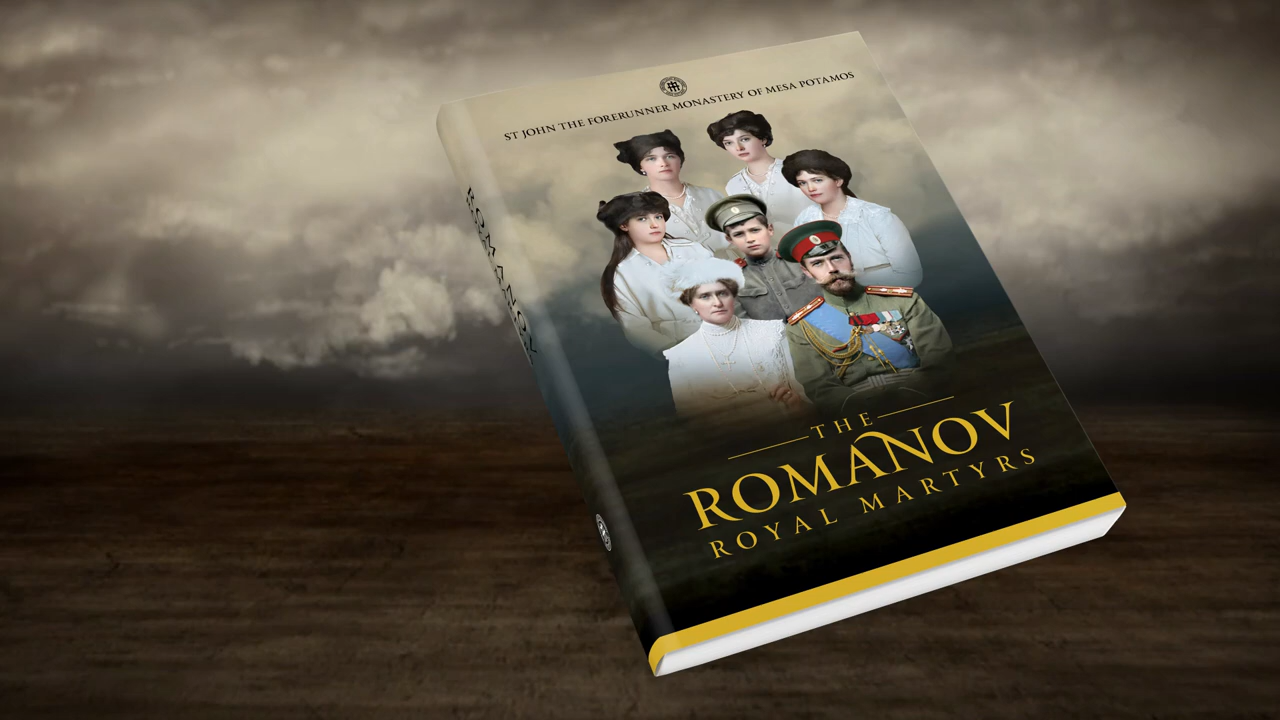 ST JOHN THE FORERUNNER MONASTERY OF MESA POTAMOS
THE
ROMANOV
ROYAL MARTYRS
ROMANOV